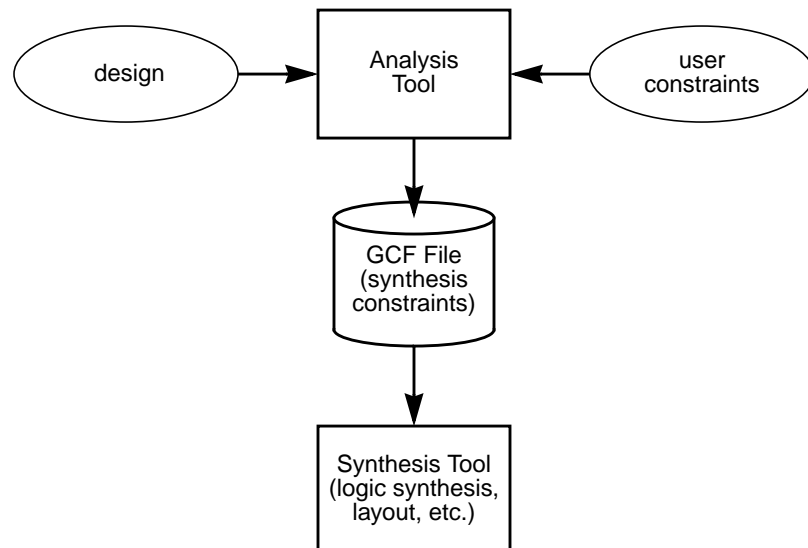 design
Analysis
Tool
user
constraints
GCF File
(synthesis
constraints)
Synthesis Tool
(logic synthesis,
layout, etc.)